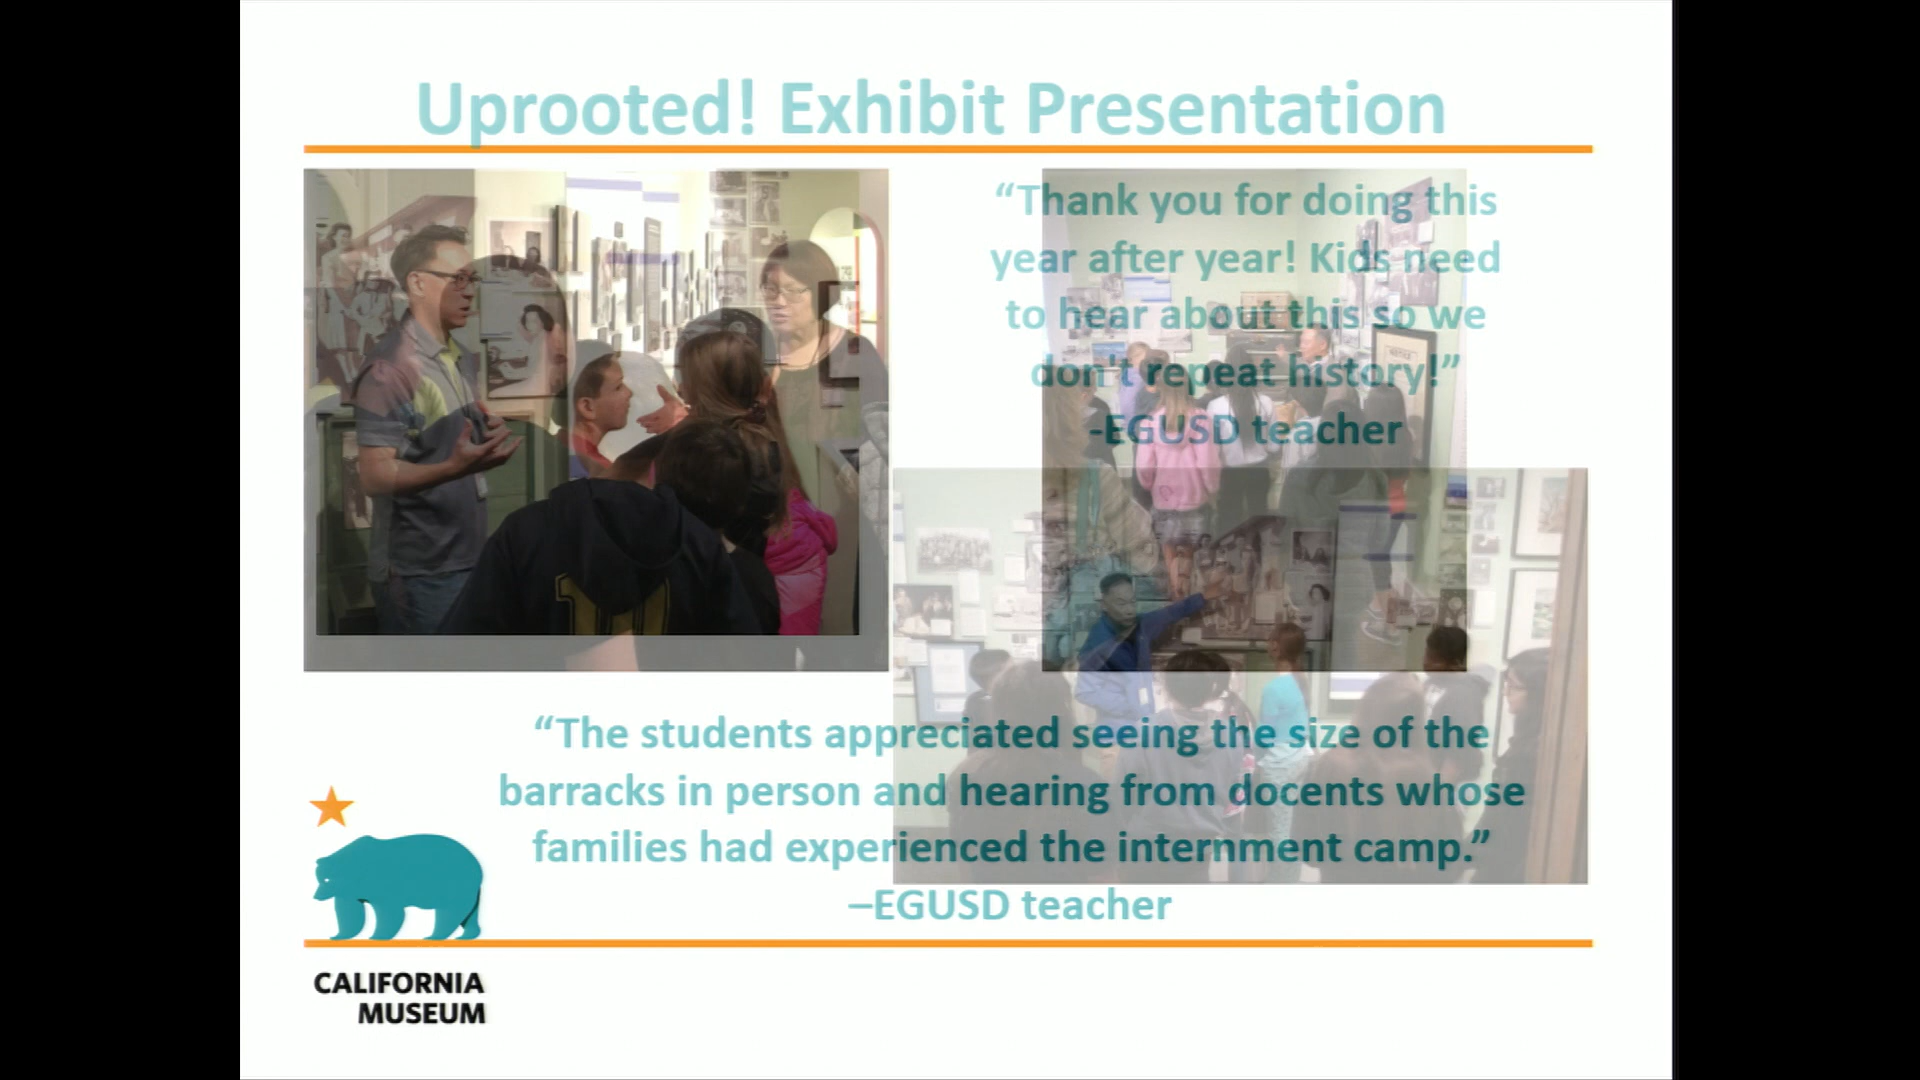 Uprooted! Exhibit Presentation
“Thank you for doing this
year after year! Kids need
to hear about this so we
don't repeat history!”
-EGUSD teacher
“The students appreciated seeing the size of the
barracks in person and hearing from docents whose
families had experienced the internment camp.”
–EGUSD teacher
CALIFORNIA
MUSEUM